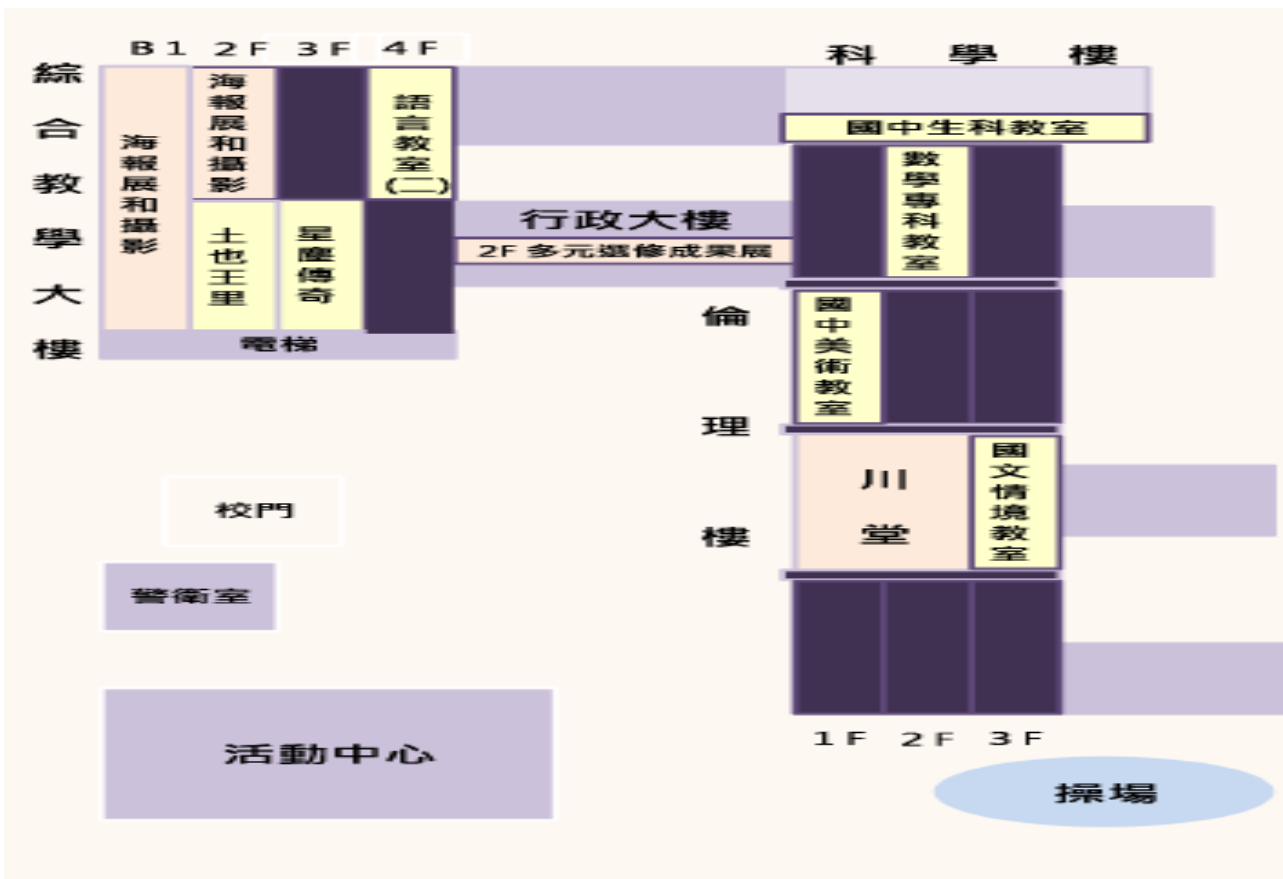 綜合教學大樓
B1 2F 3F 4F
海報展和攝影
海報展和攝影
語言教室(二)
土也王里
星塵傳奇
電梯
科學樓
國中生科教室
行政大樓
2F 多元選修成果展
數學專科教室
倫理樓
國中美術教室
川堂
國文情境教室
1F 2F 3F
校門
警衛室
活動中心
操場